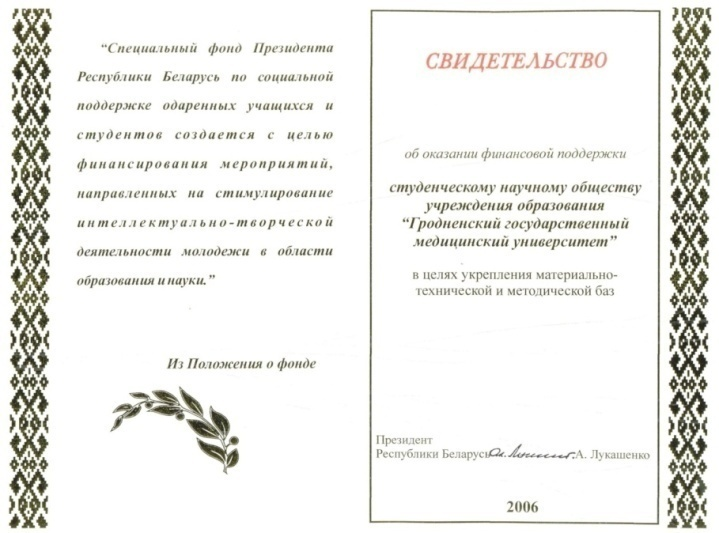 “Специальный фонд Президента
Республики Беларусь по социальной
поддержке одаренных учащихся и
студентов создается с целью
финансирования мероприятий,
направленных на стимулирование
интеллектуально-творческой
деятельности молодежи в области
образования и науки.”
Из Положения о фонде
СВИДЕТЕЛЬСТВО
об оказании финансовой поддержки
студенческому научному обществу
учреждения образования
“Гродненский государственный
медицинский университет”
в целях укрепления материально-
технической и методической баз
Президент
Республики Беларусь А. Лукашенко
2006